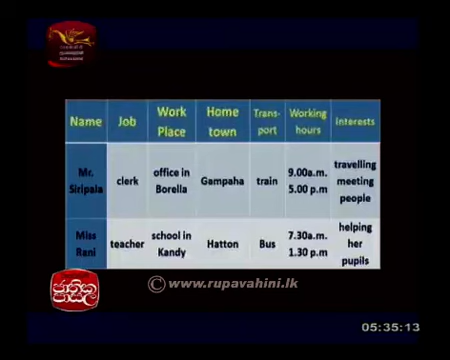 Name Job Work Place Home town Trans-port Working hours Interests
Mr. Siripala clerk office in Borella Gampaha train 9.00a.m. 5.00 p.m travelling meeting people
Miss Rani teacher school in Kandy Hatton Bus 7.30a.m. 1.30 p.m helping her pupils
ජාතික
පාසල
© www.rupavahini.lk
05:35:13